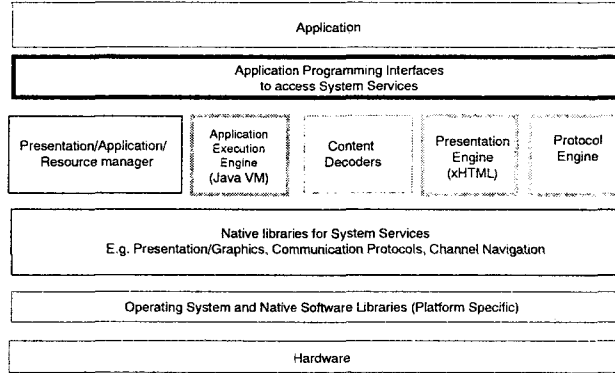 Application
Application Programming Interfaces
to access System Services
Presentation/Application/
Resource manager
Application
Execution
Engine
(Java VM)
Content
Decoders
Presentation
Engine
(xHTML)
Protocol
Engine
Native libraries for System Services
E.g. Presentation/Graphics, Communication Protocols, Channel Navigation
Operating System and Native Software Libraries (Platform Specific)
Hardware